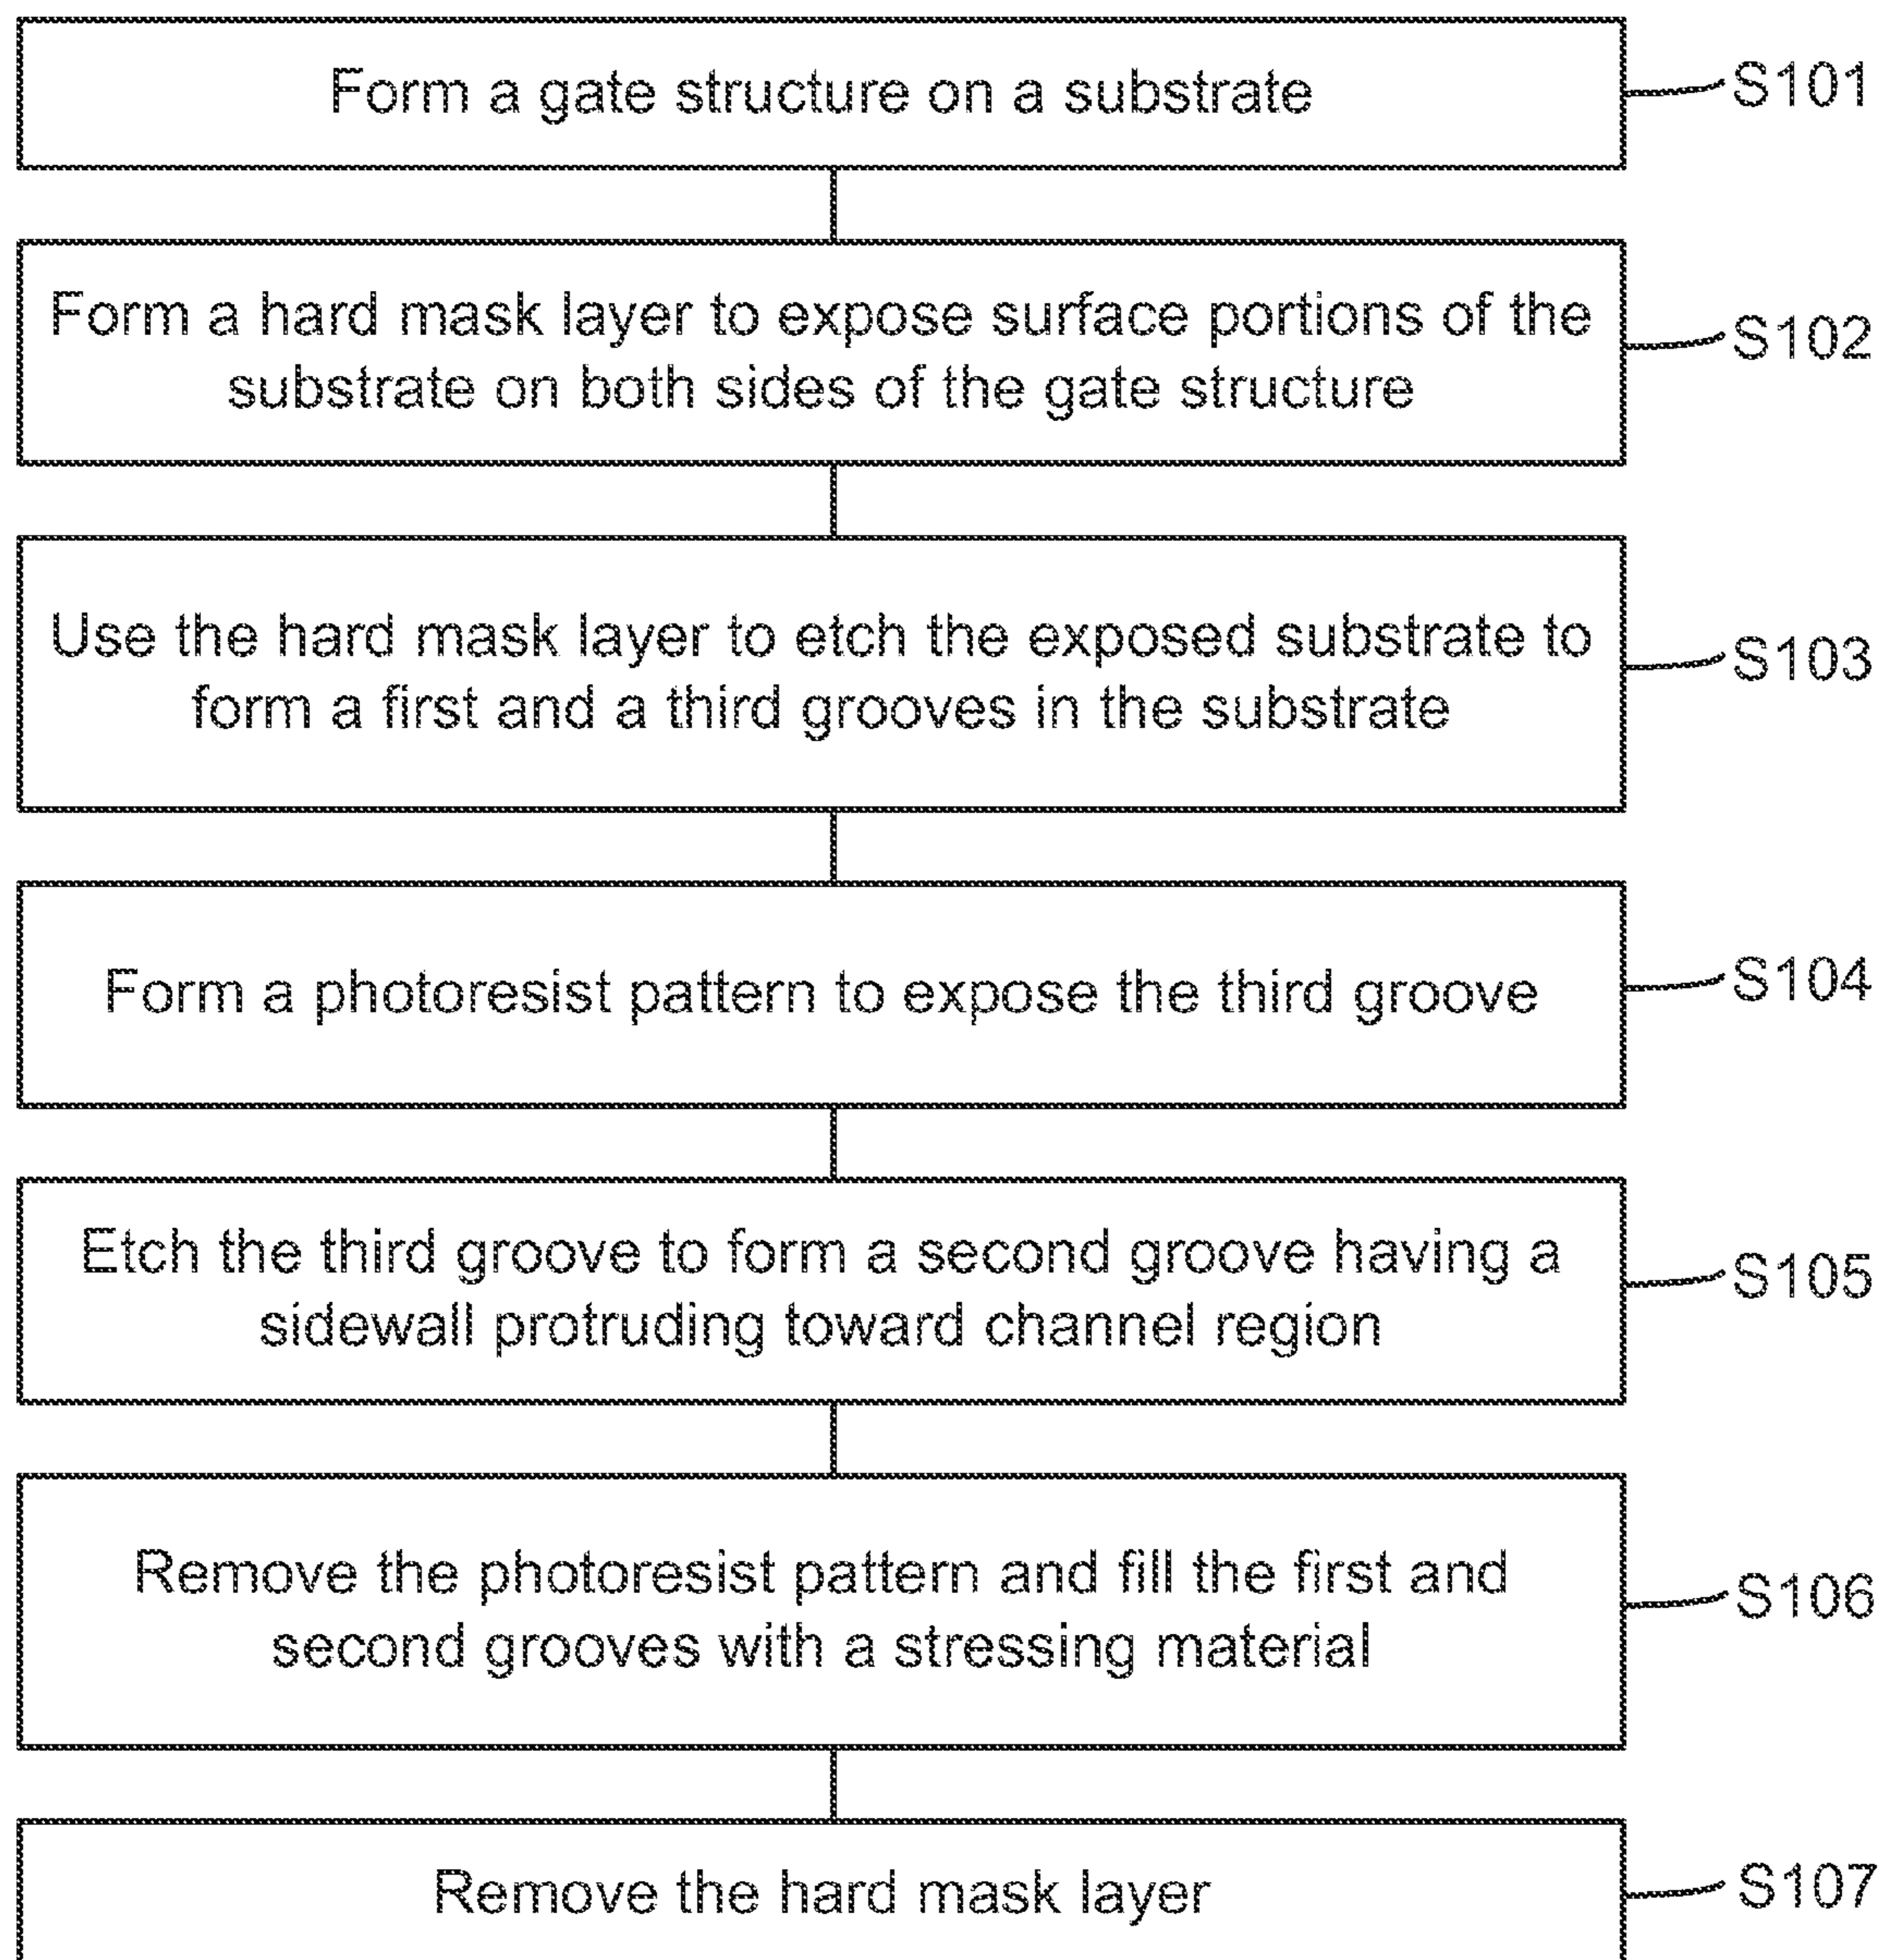 Form a gate structure on a substrate
S101
Form a hard mask layer to expose surface portions of the
substrate on both sides of the gate structure
S102
Use the hard mask layer to etch the exposed substrate to
form a first and a third grooves in the substrate
S103
Form a photoresist pattern to expose the third groove
S104
Etch the third groove to form a second groove having a
sidewall protruding toward channel region
S105
Remove the photoresist pattern and fill the first and
second grooves with a stressing material
S106
Remove the hard mask layer
S107